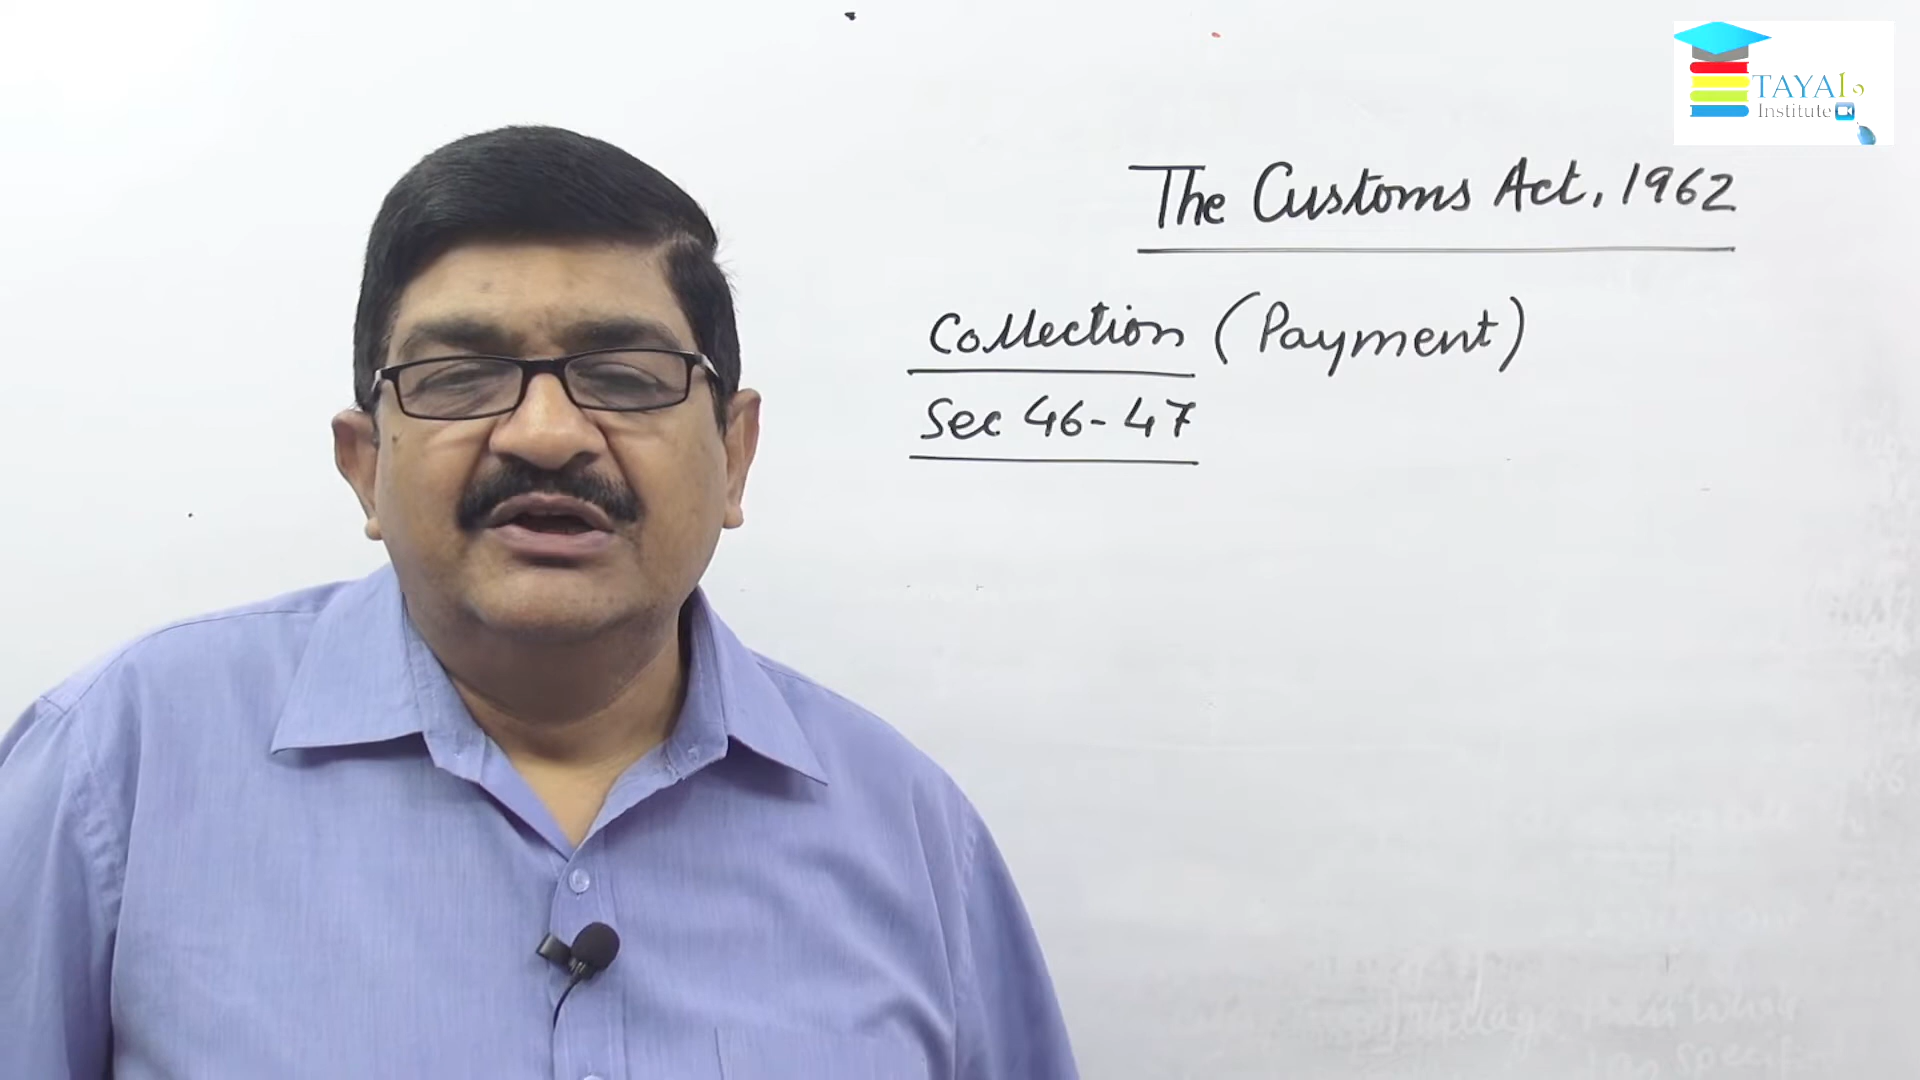 TAYAL
Institute
The Customs Act, 1962
Collection (Payment)
Sec 46-47